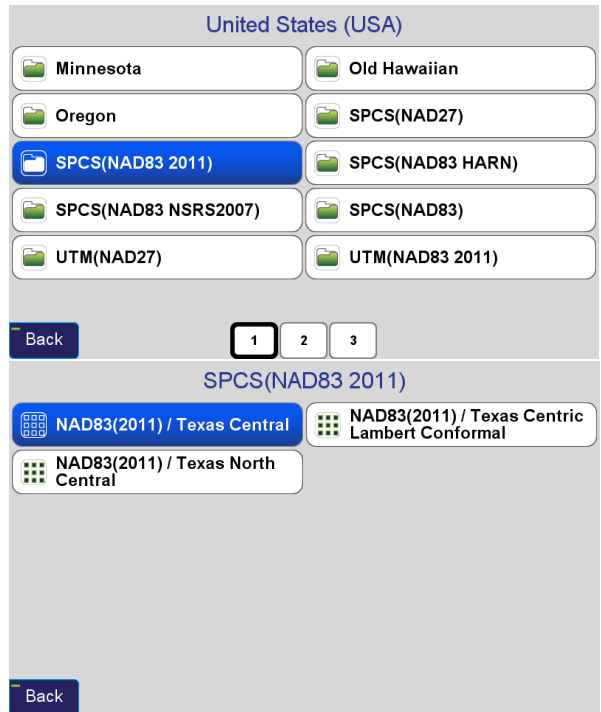 United States (USA)
Minnesota
Old Hawaiian
Oregon
SPCS(NAD27)
SPCS(NAD83 2011)
SPCS(NAD83 HARN)
SPCS(NAD83 NSRS2007)
SPCS(NAD83)
UTM(NAD27)
UTM(NAD83 2011)
Back
1
2
3
SPCS(NAD83 2011)
NAD83(2011) / Texas Central
NAD83(2011) / Texas Centric
Lambert Conformal
NAD83(2011) / Texas North
Central
Back